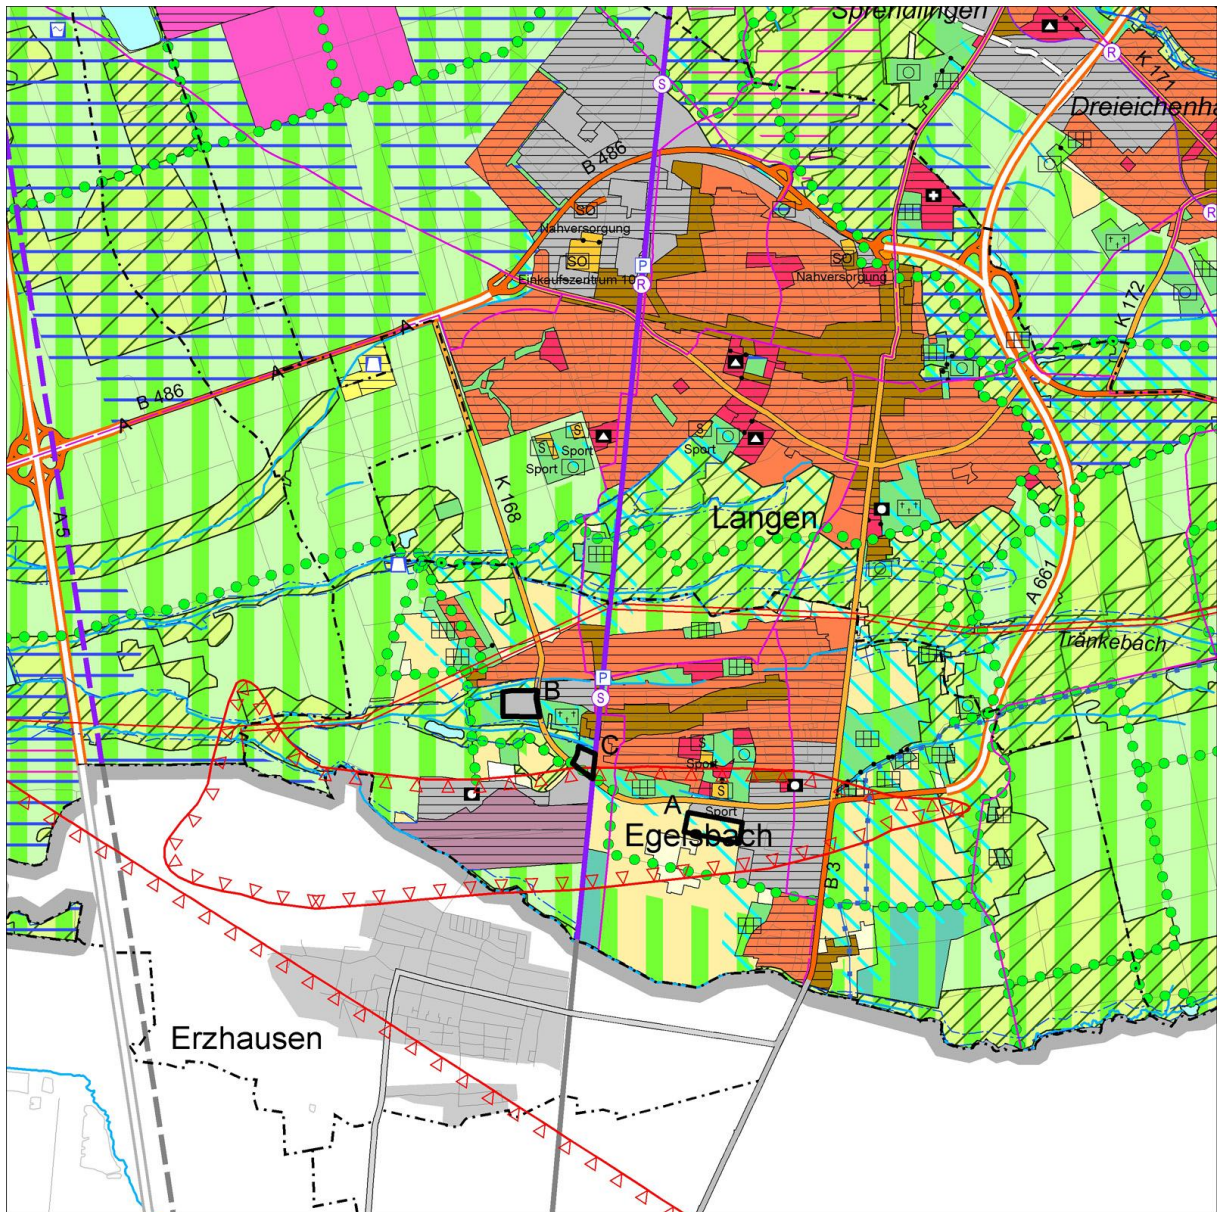 Sprendlingen
K 171
S
R
Dreieichenha
B 486
SO
Nahversorgung
SO
Einkaufszentrum 10
P
R
SO
Nahversorgung
R
K 172
A
A
B 486
A
S
S
Sport
Sport
S
Sport
K 168
A 5
Langen
A 661
Tränkebach
P
S
B
C
S
Sport
S
A
Sport
Egelsbach
B 3
Erzhausen